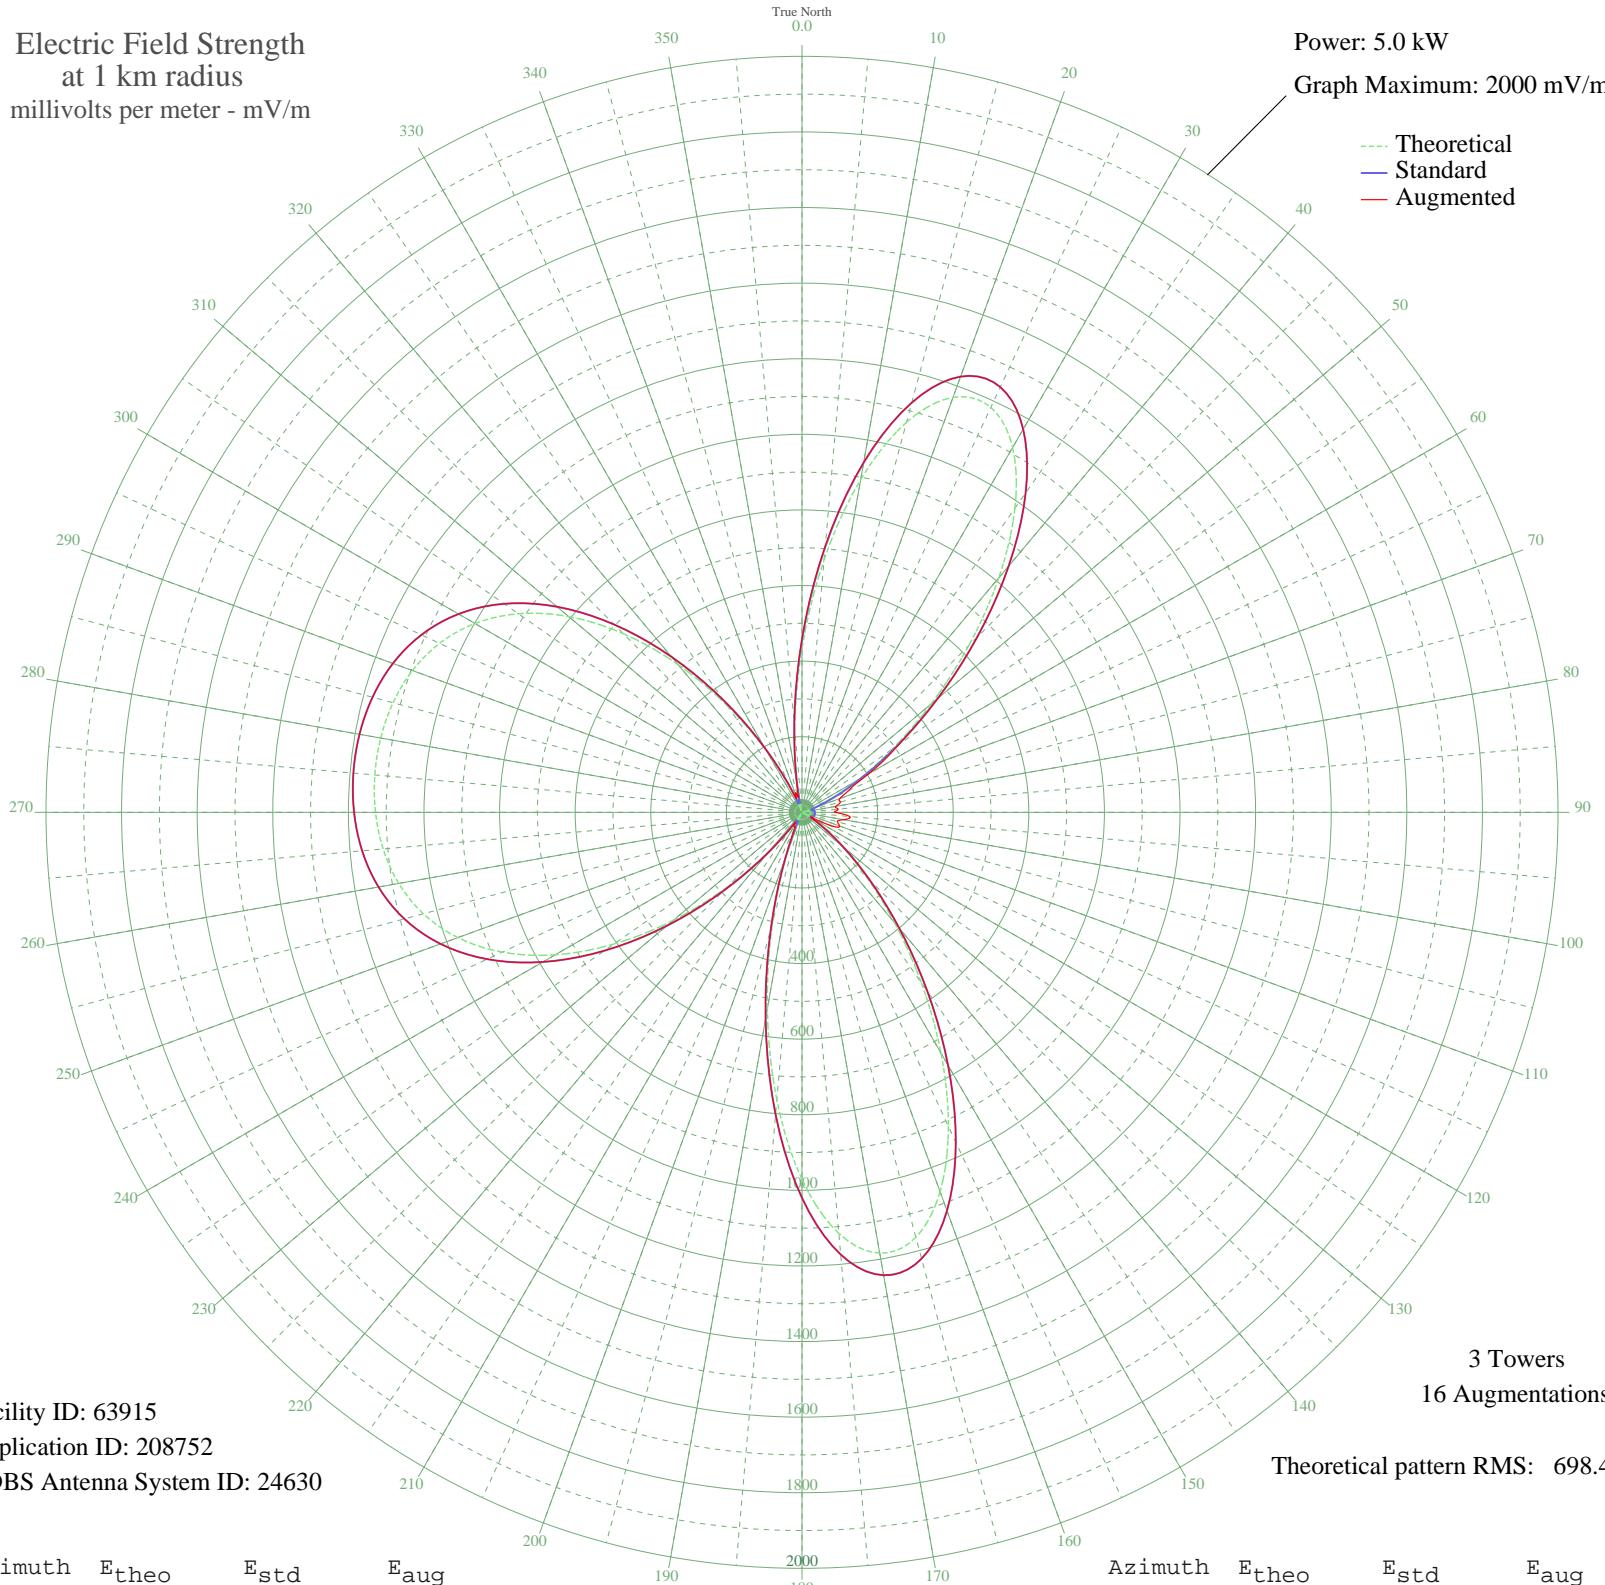 True North
0.0
Electric Field Strength
at 1 km radius
millivolts per meter - mV/m
Power: 5.0 kW
Graph Maximum: 2000 mV/m
Theoretical
Standard
Augmented
10
20
30
40
50
60
70
80
90
100
110
120
130
140
150
160
170
190
200
210
220
230
240
250
260
270
280
290
300
310
320
330
340
350
400
600
800
1000
1200
1400
1600
1800
2000
3 Towers
16 Augmentations
Theoretical pattern RMS: 698.4
cility ID: 63915
plication ID: 208752
DBS Antenna System ID: 24630
imuth Etheo Estd Eaug
Azimuth Etheo Estd Eaug